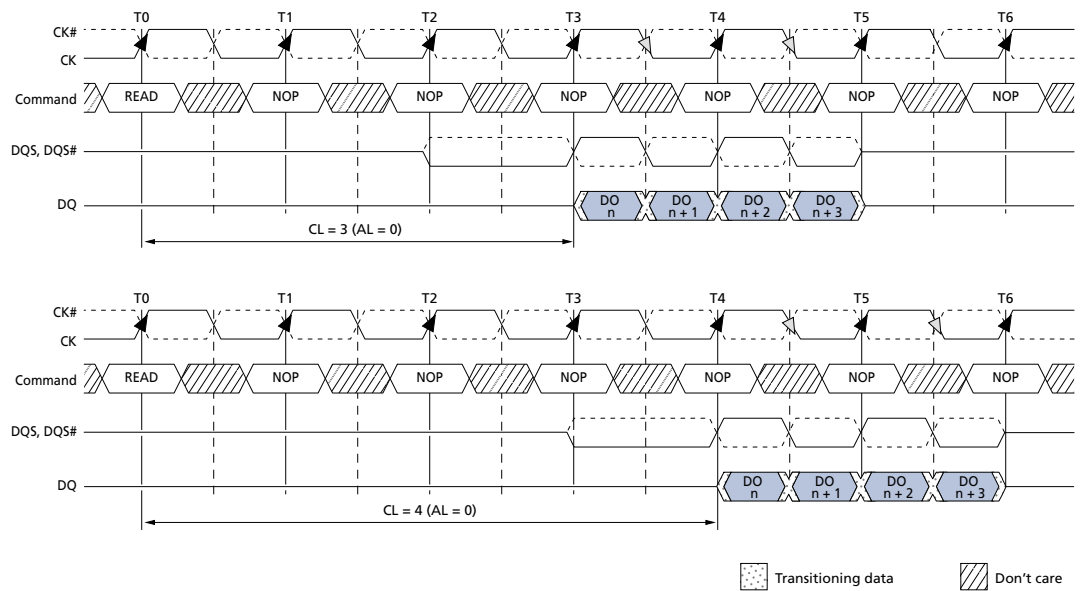 T0 T1 T2 T3 T4 T5 T6
CK#
CK
Command READ NOP NOP NOP NOP NOP NOP
DQS, DQS#
DQ DO n DO n + 1 DO n + 2 DO n + 3
CL = 3 (AL = 0)
T0 T1 T2 T3 T4 T5 T6
CK#
CK
Command READ NOP NOP NOP NOP NOP NOP
DQS, DQS#
DQ DO n DO n + 1 DO n + 2 DO n + 3
CL = 4 (AL = 0)
Transitioning data Don't care